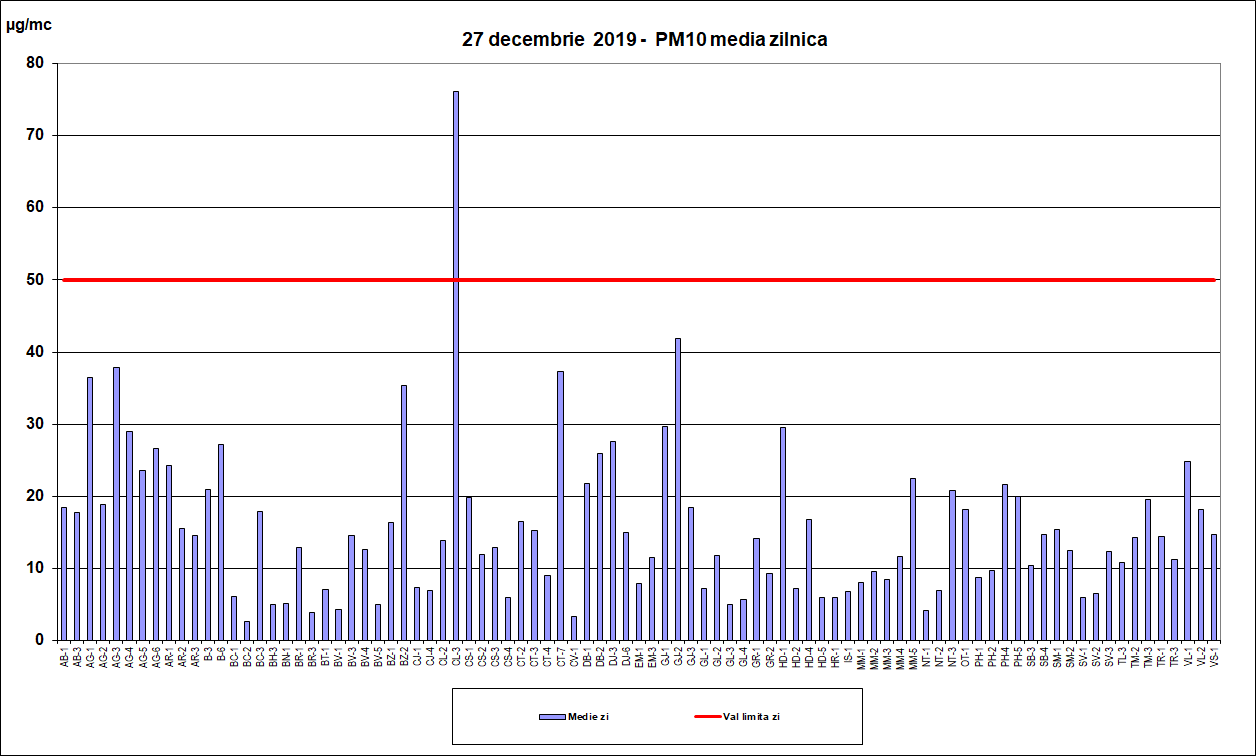 µg/mc
27 decembrie 2019 - PM10 media zilnica
80
70
60
50
40
30
20
10
0
AB-1
AB-3
AG-1
AG-2
AG-3
AG-4
AG-5
AG-6
AR-1
AR-2
AR-3
B-3
B-6
BC-1
BC-2
BC-3
BH-3
BN-1
BR-1
BR-3
BT-1
BV-1
BV-3
BV-4
BV-5
BZ-1
BZ-2
CJ-1
CJ-4
CL-2
CL-3
CS-1
CS-2
CS-3
CS-4
CT-2
CT-3
CT-4
CT-7
CV-1
DB-1
DB-2
DJ-3
DJ-6
EM-1
EM-3
GJ-1
GJ-2
GJ-3
GL-1
GL-2
GL-3
GL-4
GR-1
GR-2
HD-1
HD-2
HD-4
HD-5
HR-1
IS-1
MM-1
MM-2
MM-3
MM-4
MM-5
NT-1
NT-2
NT-3
OT-1
PH-1
PH-2
PH-4
PH-5
SB-3
SB-4
SM-1
SM-2
SV-1
SV-2
SV-3
TL-3
TM-2
TM-3
TR-1
TR-3
VL-1
VL-2
VS-1
Medie zi
Val limita zi